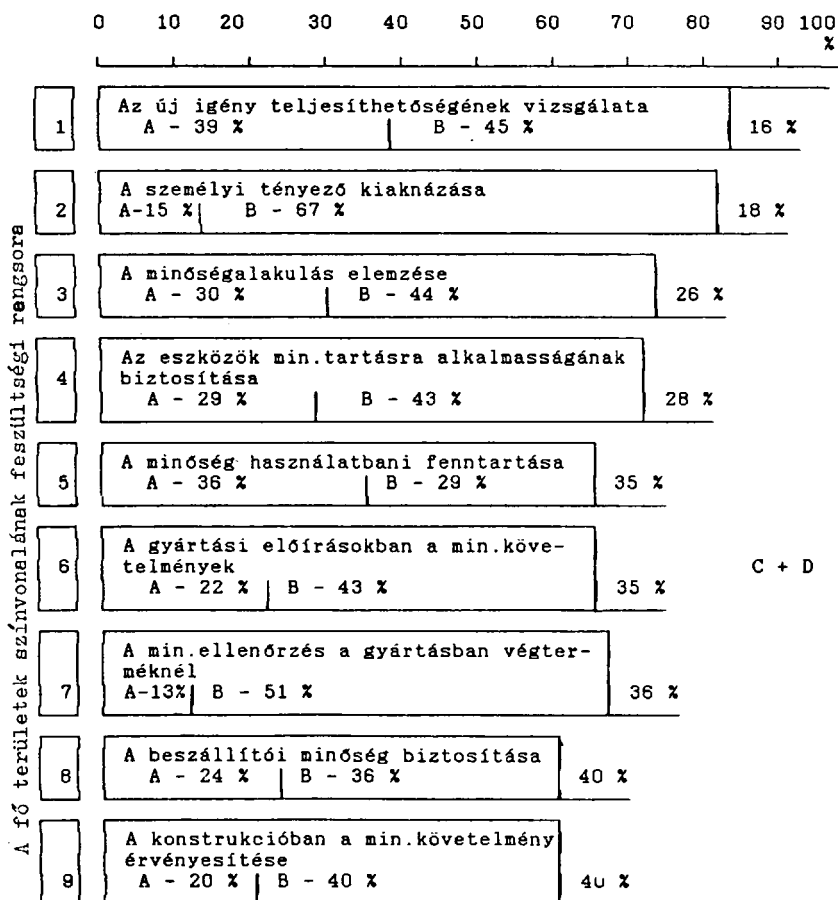 0 10 20 30 40 50 60 70 80 90 100
%
Az új igény teljesíthetőségének vizsgálata
1 A - 39 % B - 45 % 16 %
A személyi tényező kiaknázása
2 A-15 % B - 67 % 18 %
A minőségalakulás elemzése
3 A - 30 % B - 44 % 26 %
Az eszközök min.tartásra alkalmasságának
biztosítása
4 A - 29 % B - 43 % 28 %
A minőség használatbani fenntartása
5 A - 36 % B - 29 % 35 %
A gyártási előírásokban a min.köve-
telmények
6 A - 22 % B - 43 % 35 %
C + D
A min.ellenőrzés a gyártásban végter-
méknél
7 A-13% B - 51 % 36 %
A beszállítói minőség biztosítása
8 A - 24 % B - 36 % 40 %
A konstrukcióban a min.követelmény
érvényesítése
9 A - 20 % B - 40 % 40 %
A fő területek színvonalának feszültségi rangsora